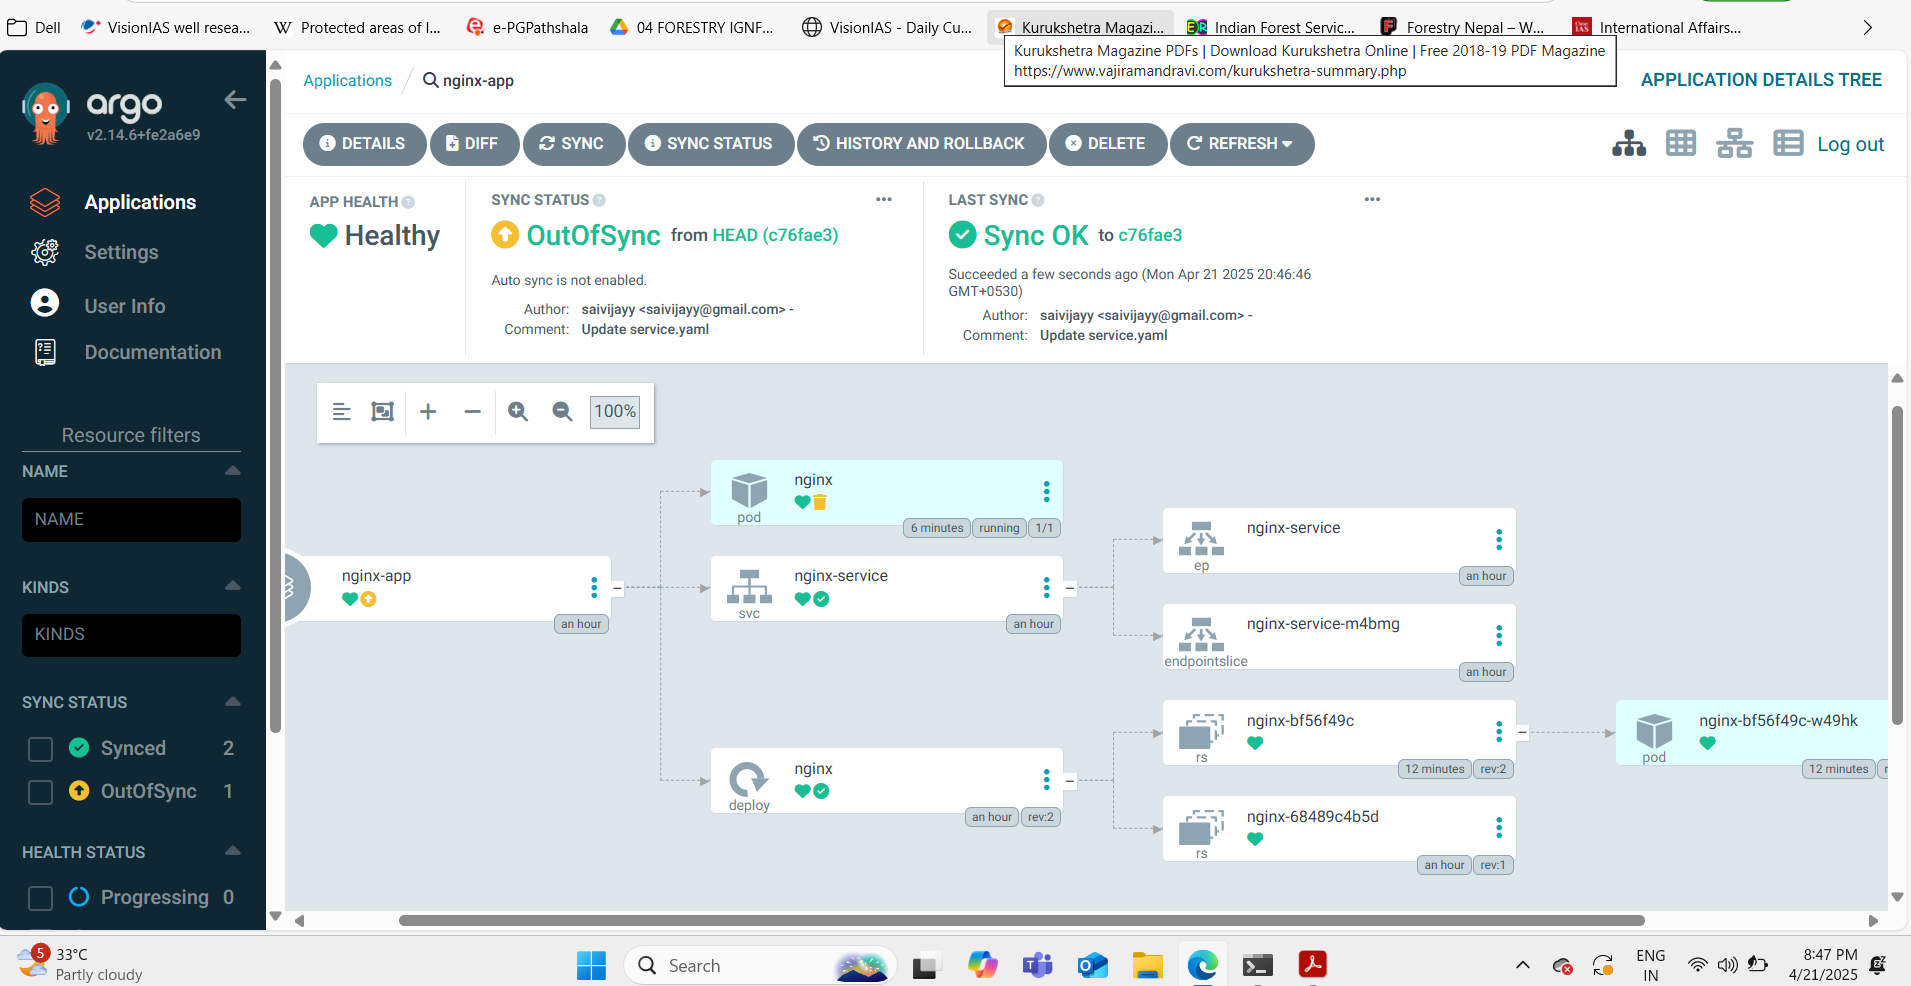 Dell
VisionIAS well resea...
Protected areas of I...
e-PGPathshala
04 FORESTRY IGNF...
VisionIAS - Daily Cu...
Kurukshetra Magazi...
Indian Forest Servic...
Forestry Nepal – W...
International Affairs...
Kurukshetra Magazine PDFs | Download Kurukshetra Online | Free 2018-19 PDF Magazine
https://www.vajiramandravi.com/kurukshetra-summary.php
argo
v2.14.6+fe2a6e9
Applications
Settings
User Info
Documentation
Resource filters
NAME
NAME
KINDS
KINDS
SYNC STATUS
Synced 2
OutOfSync 1
HEALTH STATUS
Progressing 0
Applications / nginx-app
APPLICATION DETAILS TREE
DETAILS
DIFF
SYNC
SYNC STATUS
HISTORY AND ROLLBACK
DELETE
REFRESH
Log out
APP HEALTH
Healthy
SYNC STATUS
OutOfSync from HEAD (c76fae3)
Auto sync is not enabled.
Author: saivijayy <saivijayy@gmail.com> -
Comment: Update service.yaml
LAST SYNC
Sync OK to c76fae3
Succeeded a few seconds ago (Mon Apr 21 2025 20:46:46
GMT+0530)
Author: saivijayy <saivijayy@gmail.com> -
Comment: Update service.yaml
100%
nginx-app
an hour
nginx
pod
6 minutes
running
1/1
nginx-service
svc
an hour
nginx
deploy
an hour
rev:2
nginx-service
ep
an hour
nginx-service-m4bmg
endpointslice
an hour
nginx-bf56f49c
rs
12 minutes
rev:2
nginx-68489c4b5d
rs
an hour
rev:1
nginx-bf56f49c-w49hk
pod
12 minutes
r
5
33°C
Partly cloudy
Search
ENG
IN
8:47 PM
4/21/2025